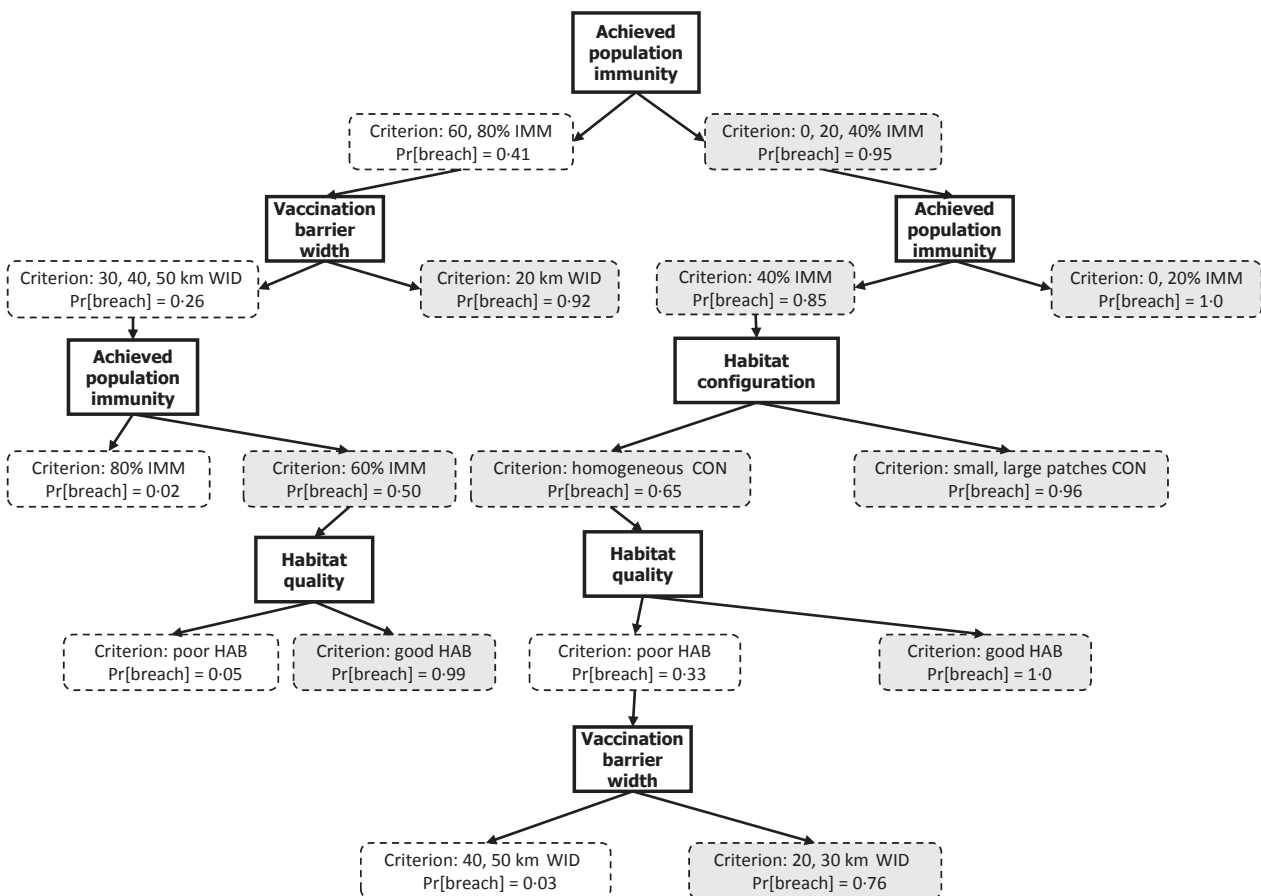 Achieved
population
immunity
Criterion: 60, 80% IMM
Pr[breach] = 0·41
Criterion: 0, 20, 40% IMM
Pr[breach] = 0·95
Vaccination
barrier
width
Achieved
population
immunity
Criterion: 30, 40, 50 km WID
Pr[breach] = 0·26
Criterion: 20 km WID
Pr[breach] = 0·92
Criterion: 40% IMM
Pr[breach] = 0·85
Criterion: 0, 20% IMM
Pr[breach] = 1·0
Achieved
population
immunity
Habitat
configuration
Criterion: 80% IMM
Pr[breach] = 0·02
Criterion: 60% IMM
Pr[breach] = 0·50
Criterion: homogeneous CON
Pr[breach] = 0·65
Criterion: small, large patches CON
Pr[breach] = 0·96
Habitat
quality
Habitat
quality
Criterion: poor HAB
Pr[breach] = 0·05
Criterion: good HAB
Pr[breach] = 0·99
Criterion: poor HAB
Pr[breach] = 0·33
Criterion: good HAB
Pr[breach] = 1·0
Vaccination
barrier
width
Criterion: 40, 50 km WID
Pr[breach] = 0·03
Criterion: 20, 30 km WID
Pr[breach] = 0·76